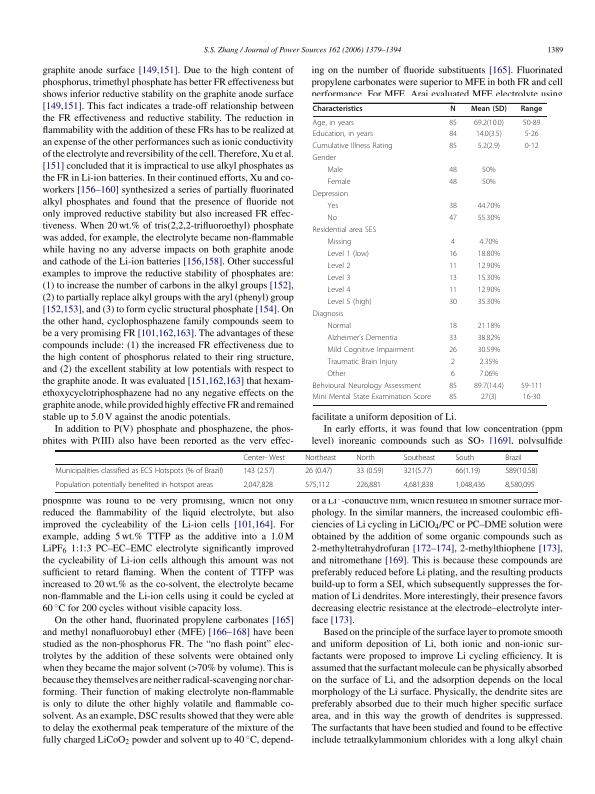 S.S. Zhang / Journal of Power Sources 162 (2006) 1379–1394
1389
graphite anode surface [149,151]. Due to the high content of
phosphorus, trimethyl phosphate has better FR effectiveness but
shows inferior reductive stability on the graphite anode surface
[149,151]. This fact indicates a trade-off relationship between
the FR effectiveness and reductive stability. The reduction in
flammability with the addition of these FRs has to be realized at
an expense of the other performances such as ionic conductivity
of the electrolyte and reversibility of the cell. Therefore, Xu et al.
[151] concluded that it is impractical to use alkyl phosphates as
the FR in Li-ion batteries. In their continued efforts, Xu and co-
workers [156–160] synthesized a series of partially fluorinated
alkyl phosphates and found that the presence of fluoride not
only improved reductive stability but also increased FR effec-
tiveness. When 20 wt.% of tris(2,2,2-trifluoroethyl) phosphate
was added, for example, the electrolyte became non-flammable
while having no any adverse impacts on both graphite anode
and cathode of the Li-ion batteries [156,158]. Other successful
examples to improve the reductive stability of phosphates are:
(1) to increase the number of carbons in the alkyl groups [152],
(2) to partially replace alkyl groups with the aryl (phenyl) group
[152,153], and (3) to form cyclic structural phosphate [154]. On
the other hand, cyclophosphazene family compounds seem to
be a very promising FR [101,162,163]. The advantages of these
compounds include: (1) the increased FR effectiveness due to
the high content of phosphorus related to their ring structure,
and (2) the excellent stability at low potentials with respect to
the graphite anode. It was evaluated [151,162,163] that hexam-
ethoxycyclotriphosphazene had no any negative effects on the
graphite anode, while provided highly effective FR and remained
stable up to 5.0 V against the anodic potentials.
In addition to P(V) phosphate and phosphazene, the phos-
phites with P(III) also have been reported as the very effec-
ing on the number of fluoride substituents [165]. Fluorinated
propylene carbonates were superior to MFE in both FR and cell
performance. For MFE, Arai evaluated MFE electrolyte using
Characteristics N Mean (SD) Range
Age, in years 85 69.2(10.0) 50-89
Education, in years 84 14.0(3.5) 5-26
Cumulative Illness Rating 85 5.2(2.9) 0-12
Gender
Male 48 50%
Female 48 50%
Depression
Yes 38 44.70%
No 47 55.30%
Residential area SES
Missing 4 4.70%
Level 1 (low) 16 18.80%
Level 2 11 12.90%
Level 3 13 15.30%
Level 4 11 12.90%
Level 5 (high) 30 35.30%
Diagnosis
Normal 18 21.18%
Alzheimer's Dementia 33 38.82%
Mild Cognitive Impairment 26 30.59%
Traumatic Brain Injury 2 2.35%
Other 6 7.06%
Behvioural Neurology Assessment 85 89.7(14.4) 59-111
Mini Mental State Examination Score 85 27(3) 16-30
facilitate a uniform deposition of Li.
In early efforts, it was found that low concentration (ppm
level) inorganic compounds such as SO2 [169], polysulfide
Center- West Northeast North Southeast South Brazil
Municipalities classified as ECS Hotspots (% of Brazil) 143 (2.57) 26 (0.47) 33 (0.59) 321(5.77) 66(1.19) 589(10.58)
Population potentially benefited in hotspot areas 2,047,828 575,112 226,881 4,681,838 1,048,436 8,580,095
phosphite was found to be very promising, which not only
reduced the flammability of the liquid electrolyte, but also
improved the cycleability of the Li-ion cells [101,164]. For
example, adding 5 wt.% TTFP as the additive into a 1.0 M
LiPF6 1:1:3 PC–EC–EMC electrolyte significantly improved
the cycleability of Li-ion cells although this amount was not
sufficient to retard flaming. When the content of TTFP was
increased to 20 wt.% as the co-solvent, the electrolyte became
non-flammable and the Li-ion cells using it could be cycled at
60 °C for 200 cycles without visible capacity loss.
On the other hand, fluorinated propylene carbonates [165]
and methyl nonafluorobuyl ether (MFE) [166–168] have been
studied as the non-phosphorus FR. The “no flash point” elec-
trolytes by the addition of these solvents were obtained only
when they became the major solvent (>70% by volume). This is
because they themselves are neither radical-scavenging nor char-
forming. Their function of making electrolyte non-flammable
is only to dilute the other highly volatile and flammable co-
solvent. As an example, DSC results showed that they were able
to delay the exothermal peak temperature of the mixture of the
fully charged LiCoO2 powder and solvent up to 40 °C, depend-
of a Li+-conductive film, which resulted in smother surface mor-
phology. In the similar manners, the increased coulombic effi-
ciencies of Li cycling in LiClO4/PC or PC–DME solution were
obtained by the addition of some organic compounds such as
2-methyltetrahydrofuran [172–174], 2-methylthiophene [173],
and nitromethane [169]. This is because these compounds are
preferably reduced before Li plating, and the resulting products
build-up to form a SEI, which subsequently suppresses the for-
mation of Li dendrites. More interestingly, their presence favors
decreasing electric resistance at the electrode–electrolyte inter-
face [173].
Based on the principle of the surface layer to promote smooth
and uniform deposition of Li, both ionic and non-ionic sur-
factants were proposed to improve Li cycling efficiency. It is
assumed that the surfactant molecule can be physically absorbed
on the surface of Li, and the adsorption depends on the local
morphology of the Li surface. Physically, the dendrite sites are
preferably absorbed due to their much higher specific surface
area, and in this way the growth of dendrites is suppressed.
The surfactants that have been studied and found to be effective
include tetraalkylammonium chlorides with a long alkyl chain